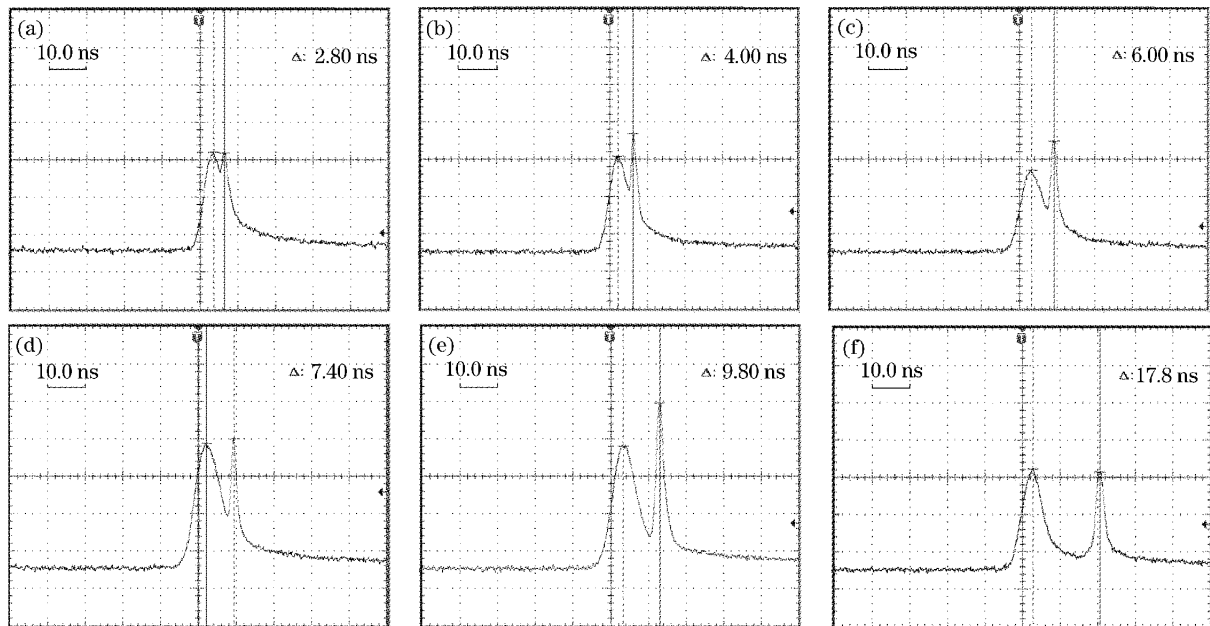 (a)
10.0 ns
Δ: 2.80 ns
(b)
10.0 ns
Δ: 4.00 ns
(c)
10.0 ns
Δ: 6.00 ns
(d)
10.0 ns
Δ: 7.40 ns
(e)
10.0 ns
Δ: 9.80 ns
(f)
10.0 ns
Δ: 17.8 ns